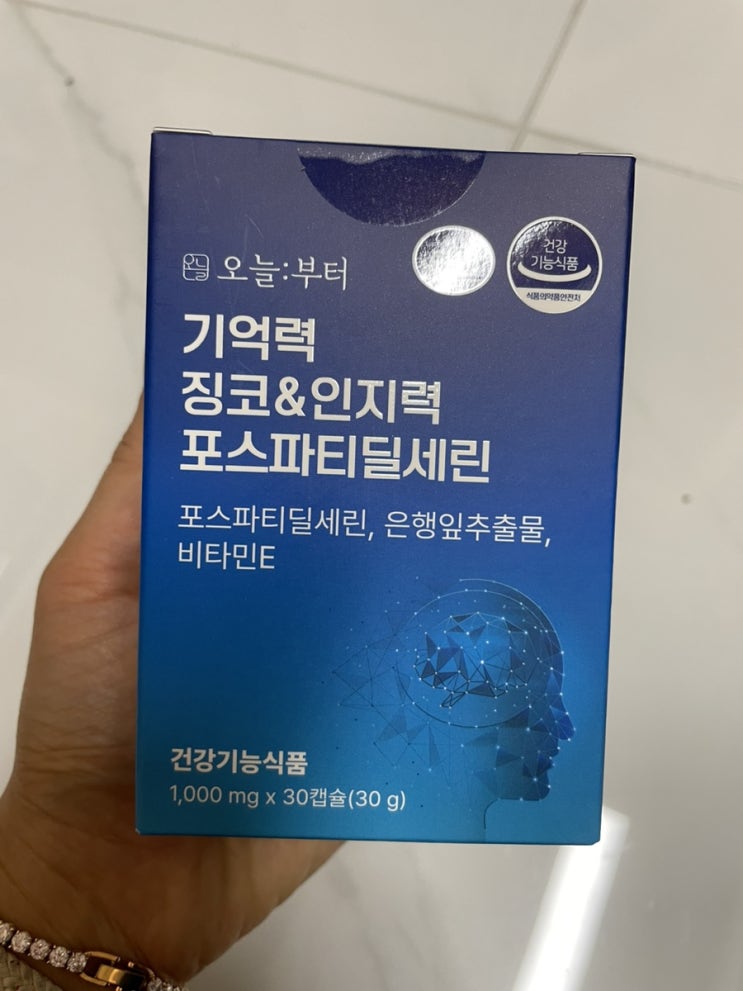 오늘:부터
건강
기능식품
식품의약품안전처
기억력
징코&인지력
포스파티딜세린
포스파티딜세린, 은행잎추출물,
비타민E
건강기능식품
1,000 mg x 30캡슐(30 g)